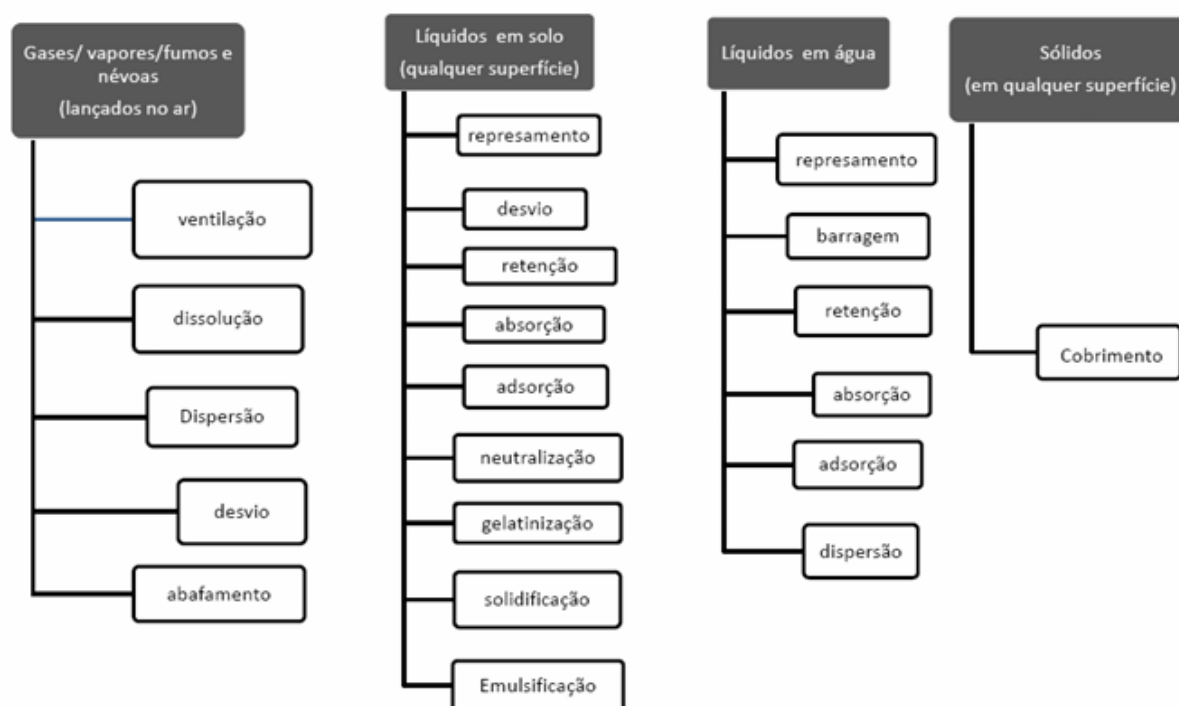 Gases/ vapores/fumos e
névoas
(lançados no ar)
ventilação
dissolução
Dispersão
desvio
abafamento
Líquidos em solo
(qualquer superfície)
represamento
desvio
retenção
absorção
adsorção
neutralização
gelatinização
solidificação
Emulsificação
Líquidos em água
represamento
barragem
retenção
absorção
adsorção
dispersão
Sólidos
(em qualquer superfície)
Cobrimento